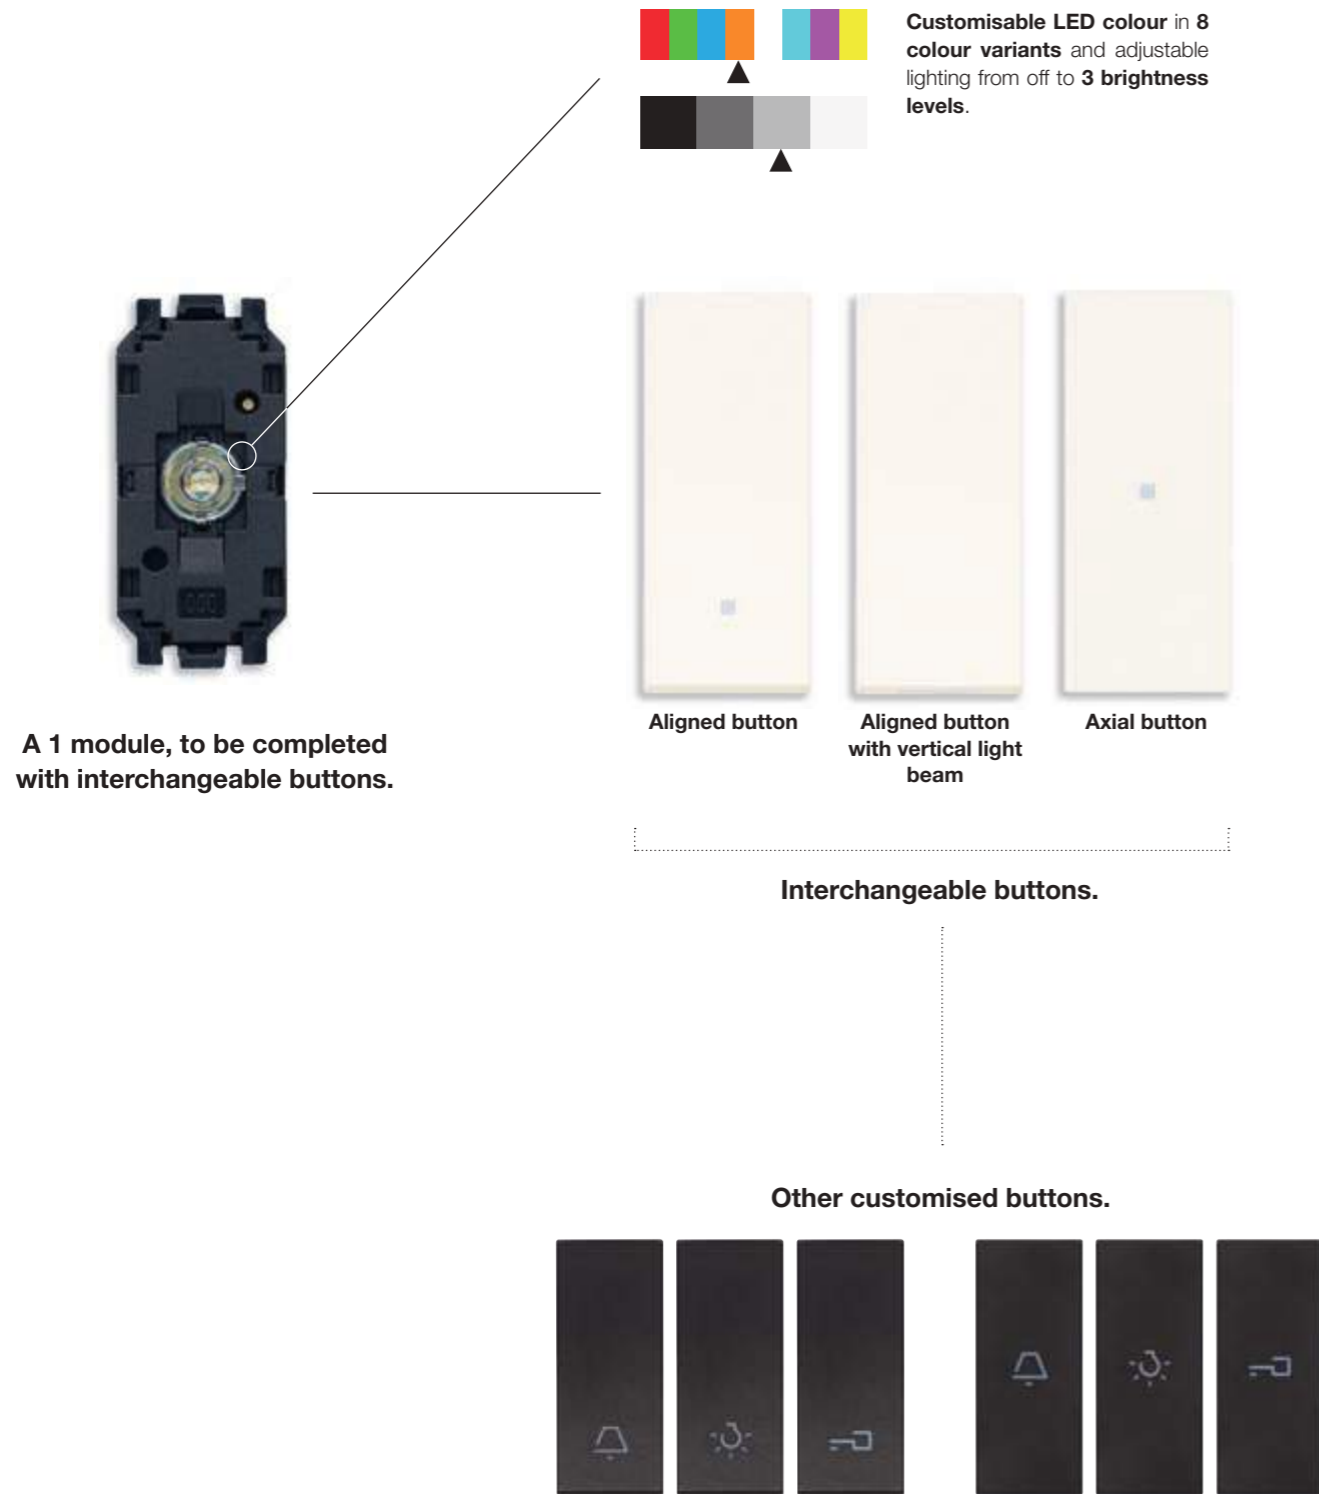 Customisable LED colour in 8
colour variants and adjustable
lighting from off to 3 brightness
levels.
A 1 module, to be completed
with interchangeable buttons.
Aligned button
Aligned button
with vertical light
beam
Axial button
Interchangeable buttons.
Other customised buttons.